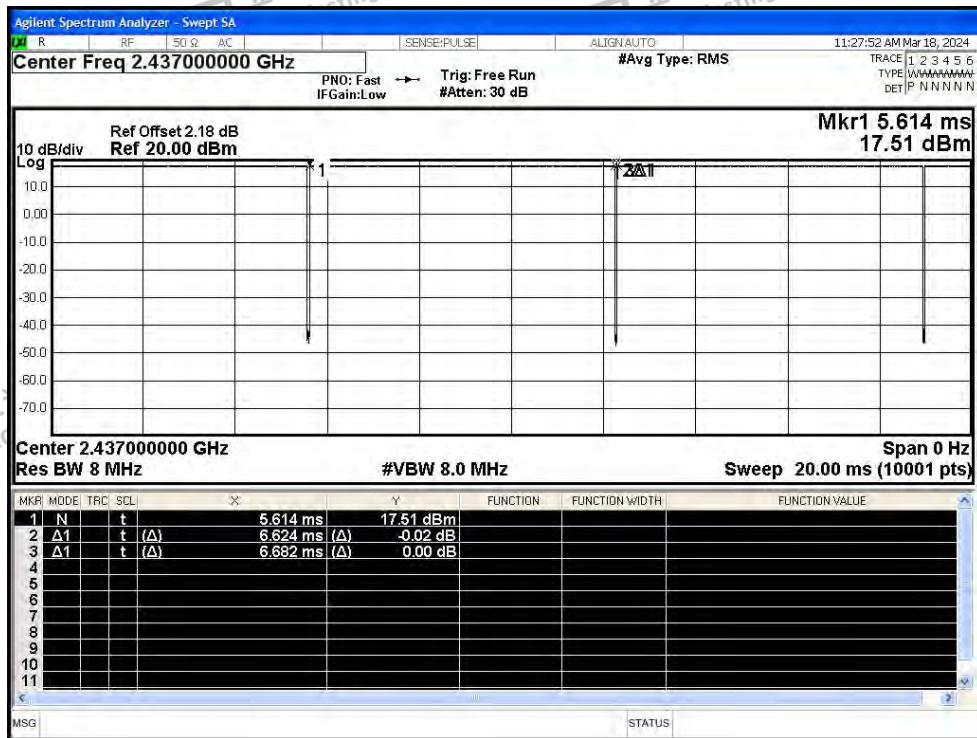 Agilent Spectrum Analyzer - Swept SA
LXI R RF 50 Ω AC SENSE:PULSE ALIGN AUTO 11:27:52 AM Mar 18, 2024
Center Freq 2.437000000 GHz
#Avg Type: RMS
TRACE 1 2 3 4 5 6
PNO: Fast Trig: Free Run
TYPE WWWWWW
IFGain:Low #Atten: 30 dB
DET P N N N N N
Mkr1 5.614 ms
Ref Offset 2.18 dB
10 dB/div Ref 20.00 dBm
17.51 dBm
Log
1
3Δ1
10.0
0.00
-10.0
-20.0
-30.0
-40.0
-50.0
-60.0
-70.0
Center 2.437000000 GHz Span 0 Hz
Res BW 8 MHz #VBW 8.0 MHz Sweep 20.00 ms (10001 pts)
MKR MODE TRC SCL X Y FUNCTION FUNCTION WIDTH FUNCTION VALUE
1 N t 5.614 ms 17.51 dBm
2 Δ1 t (Δ) 6.624 ms (Δ) -0.02 dB
3 Δ1 t (Δ) 6.682 ms (Δ) 0.00 dB
4
5
6
7
8
9
10
11
MSG STATUS